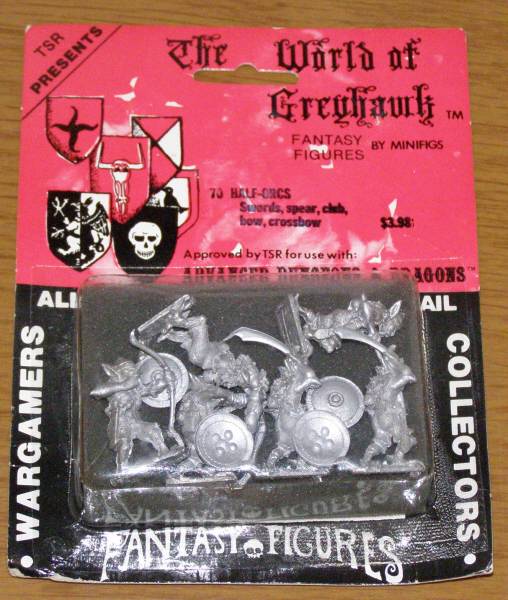 TSR
PRESENTS
The World of
Greyhawk ™
FANTASY
FIGURES BY MINIFIGS
70 HALF-ORCS
Swords, spear, club,
bow, crossbow $3.98
Approved by TSR for use with:
ADVANCED DUNGEONS & DRAGONS™
WARGAMERS
COLLECTORS
FANTASY FIGURES